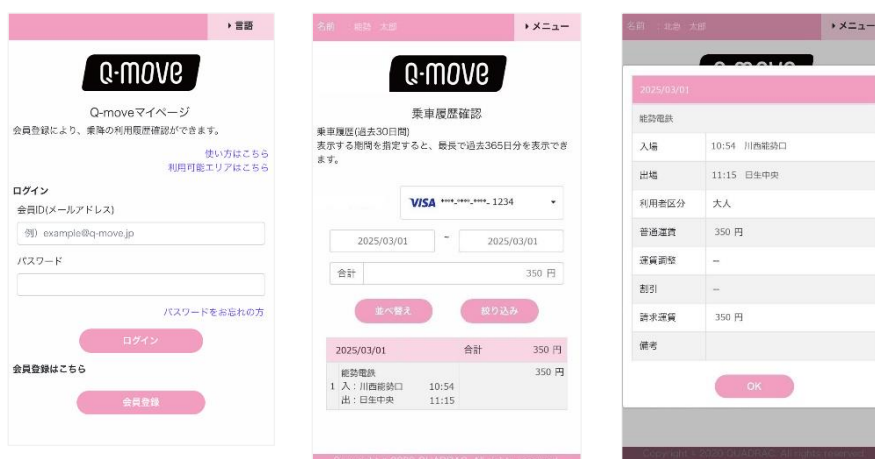 ▸言語
Q-move
Q-moveマイページ
会員登録により、乗降の利用履歴確認ができます。
使い方はこちら
利用可能エリアはこちら
ログイン
会員ID(メールアドレス)
例）example@q-move.jp
パスワード
パスワードをお忘れの方
ログイン
会員登録はこちら
会員登録
名前 : 能勢 太郎
▸メニュー
Q-move
乗車履歴確認
乗車履歴(過去30日間)
表示する期間を指定すると、最長で過去365日分を表示でき
ます。
VISA ****-****-****- 1234
2025/03/01 ~ 2025/03/01
合計 350 円
並べ替え 絞り込み
2025/03/01 合計 350 円
能勢電鉄 350 円
1 入：川西能勢口 10:54
出：日生中央 11:15
名前 : 北急 太郎
▸メニュー
2025/03/01
能勢電鉄
入場 10:54 川西能勢口
出場 11:15 日生中央
利用者区分 大人
普通運賃 350 円
運賃調整 --
割引 --
請求運賃 350 円
備考
OK
Copyright © 2020 QUADRAC. All rights reserved.